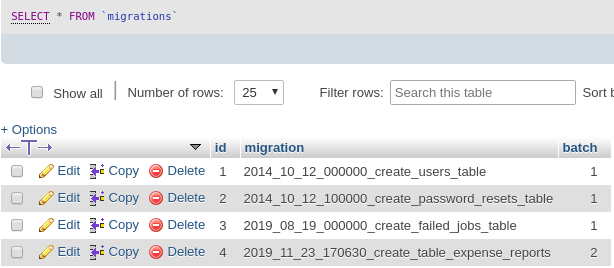 SELECT * FROM `migrations`
Show all Number of rows: 25 Filter rows: Search this table Sort b
+ Options
id migration batch
Edit Copy Delete 1 2014_10_12_000000_create_users_table 1
Edit Copy Delete 2 2014_10_12_100000_create_password_resets_table 1
Edit Copy Delete 3 2019_08_19_000000_create_failed_jobs_table 1
Edit Copy Delete 4 2019_11_23_170630_create_table_expense_reports 2